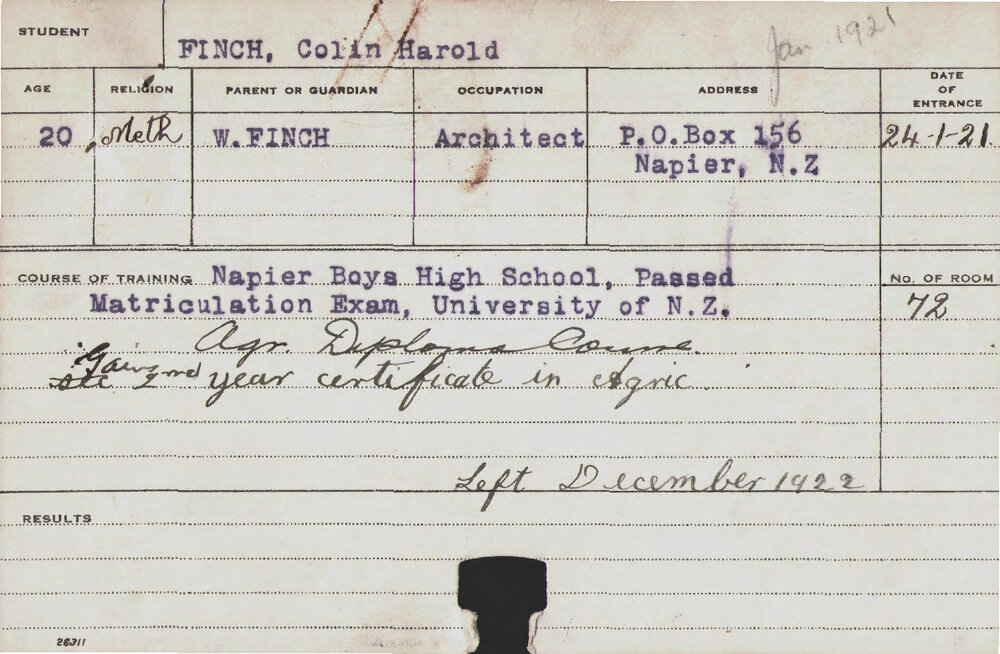 Jan 1921
STUDENT
FINCH, Colin Harold
AGE RELIGION PARENT OR GUARDIAN OCCUPATION ADDRESS DATE OF ENTRANCE
20 Meth W. FINCH Architect P.O. Box 156 24-1-21
Napier, N.Z
COURSE OF TRAINING Napier Boys High School, Passed No. OF ROOM
Matriculation Exam, University of N.Z. 72
Agr. Diploma Course.
Gains 2nd year certificate in Agric
Left December 1922
RESULTS
26311